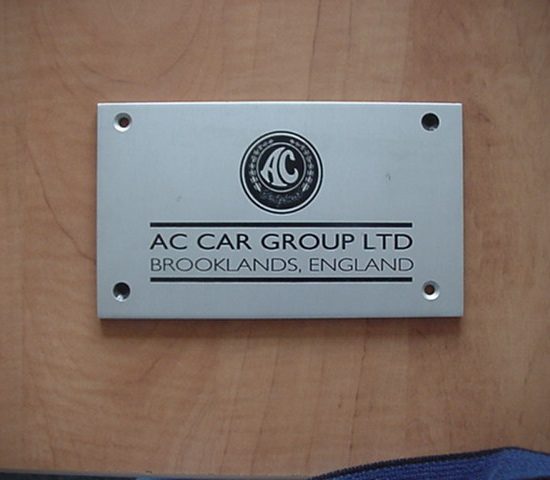 AC
AC CAR GROUP LTD
BROOKLANDS, ENGLAND